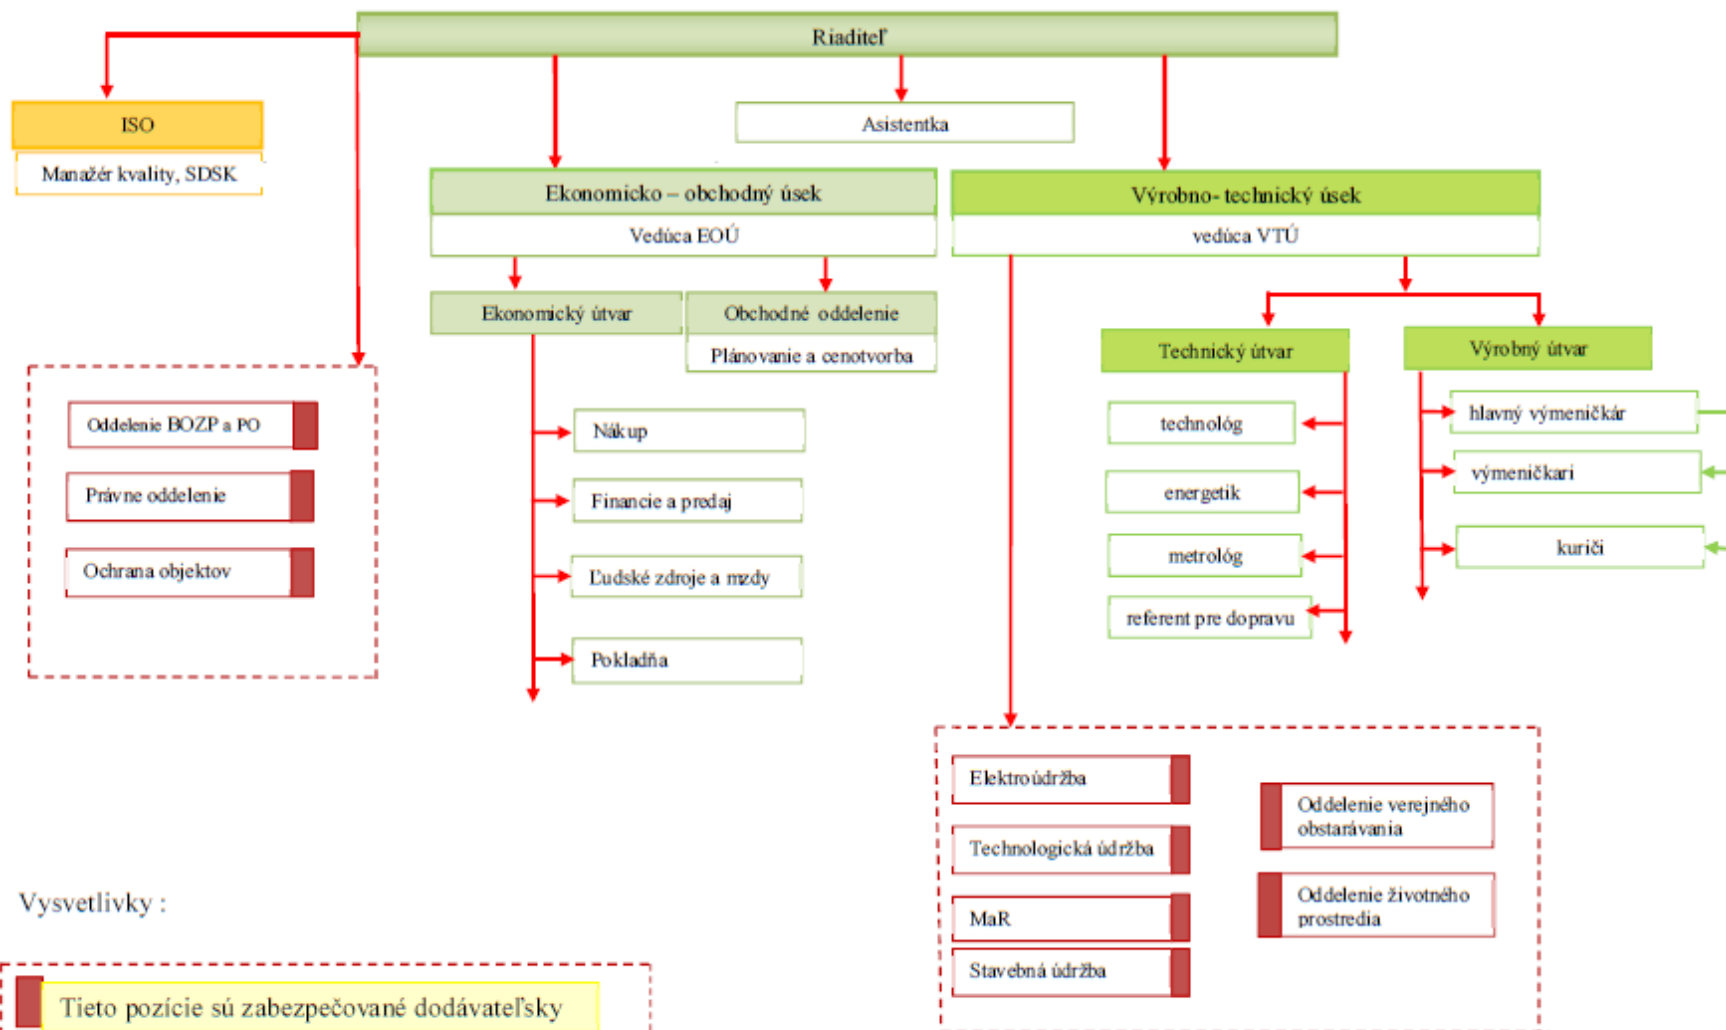 Riaditeľ
ISO
Manažér kvality, SDSK
Asistentka
Ekonomicko – obchodný úsek
Vedúca EOÚ
Výrobno- technický úsek
vedúca VTÚ
Ekonomický útvar
Obchodné oddelenie
Plánovanie a cenotvorba
Technický útvar
Výrobný útvar
Oddelenie BOZP a PO
Právne oddelenie
Ochrana objektov
Nákup
Financie a predaj
Ľudské zdroje a mzdy
Pokladňa
technológ
energetik
metrológ
referent pre dopravu
hlavný výmeničkár
výmeničkari
kuriči
Elektroúdržba
Technologická údržba
MaR
Stavebná údržba
Oddelenie verejného
obstarávania
Oddelenie životného
prostredia
Vysvetlivky :
Tieto pozície sú zabezpečované dodávateľsky